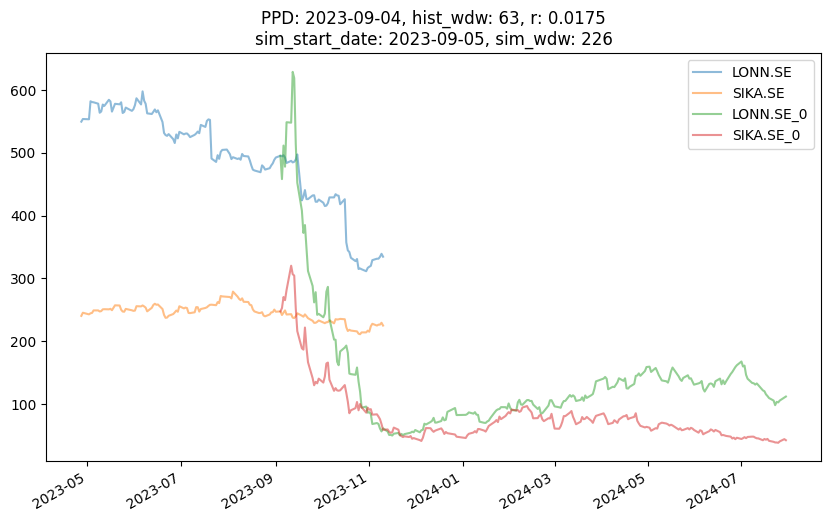 PPD: 2023-09-04, hist_wdw: 63, r: 0.0175
sim_start_date: 2023-09-05, sim_wdw: 226
LONN.SE
SIKA.SE
LONN.SE_0
SIKA.SE_0
600
500
400
300
200
100
2023-05
2023-07
2023-09
2023-11
2024-01
2024-03
2024-05
2024-07